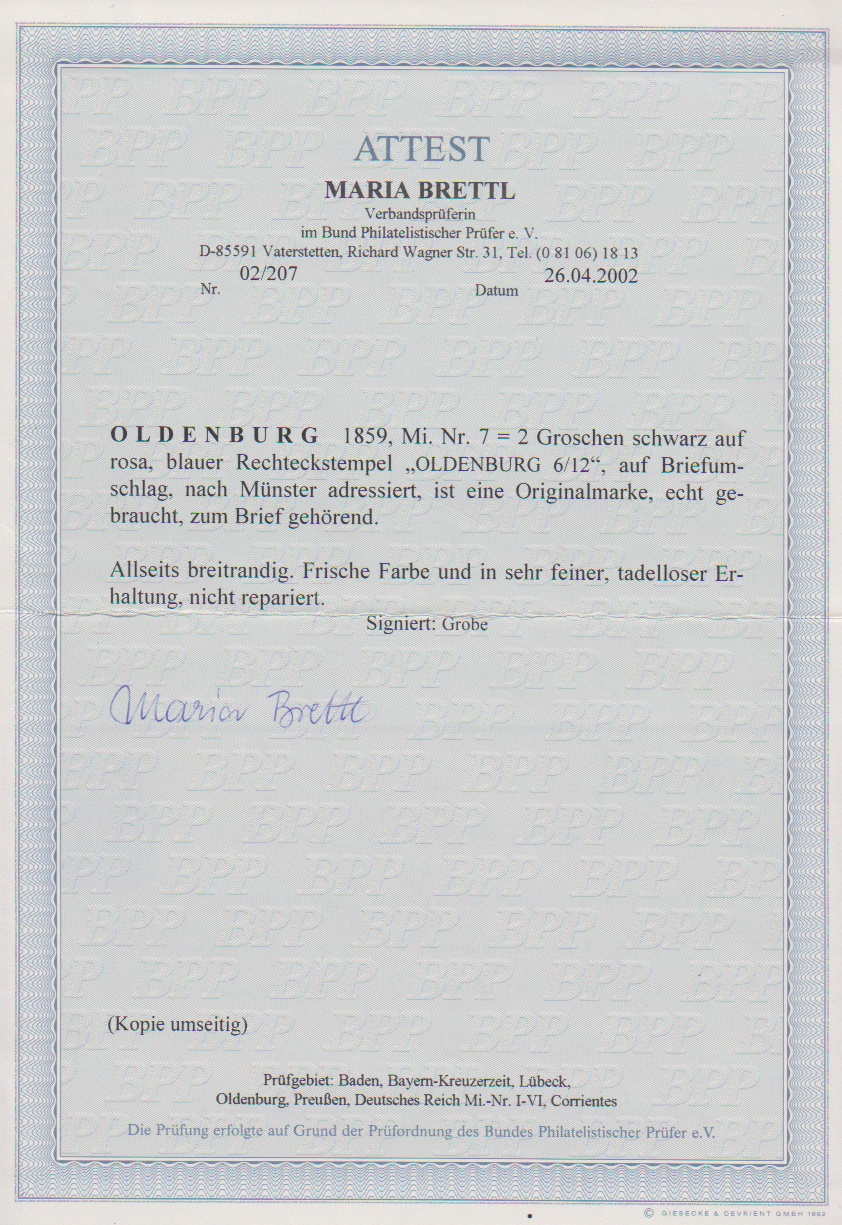 ATTEST
MARIA BRETTL
Verbandsprüferin
im Bund Philatelistischer Prüfer e. V.
D-85591 Vaterstetten, Richard Wagner Str. 31, Tel. (0 81 06) 18 13
Nr. 02/207 Datum 26.04.2002
OLDENBURG 1859, Mi. Nr. 7 = 2 Groschen schwarz auf
rosa, blauer Rechteckstempel „OLDENBURG 6/12“, auf Briefum-
schlag, nach Münster adressiert, ist eine Originalmarke, echt ge-
braucht, zum Brief gehörend.
Allseits breitrandig. Frische Farbe und in sehr feiner, tadelloser Er-
haltung, nicht repariert.
Signiert: Grobe
Maria Brettl
(Kopie umseitig)
Prüfgebiet: Baden, Bayern-Kreuzerzeit, Lübeck,
Oldenburg, Preußen, Deutsches Reich Mi.-Nr. I-VI, Corrientes
Die Prüfung erfolgte auf Grund der Prüfordnung des Bundes Philatelistischer Prüfer e.V.
© GIESECKE & DEVRIENT GMBH 1992